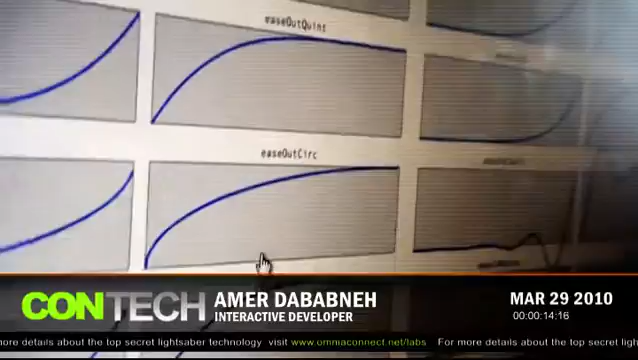 easeOutQuint
easeOutCirc
CONTECH
AMER DABABNEH
INTERACTIVE DEVELOPER
MAR 29 2010
00:00:14:16
more details about the top secret lightsaber technology visit www.omniaconnect.net/labs For more details about the top secret lightsab